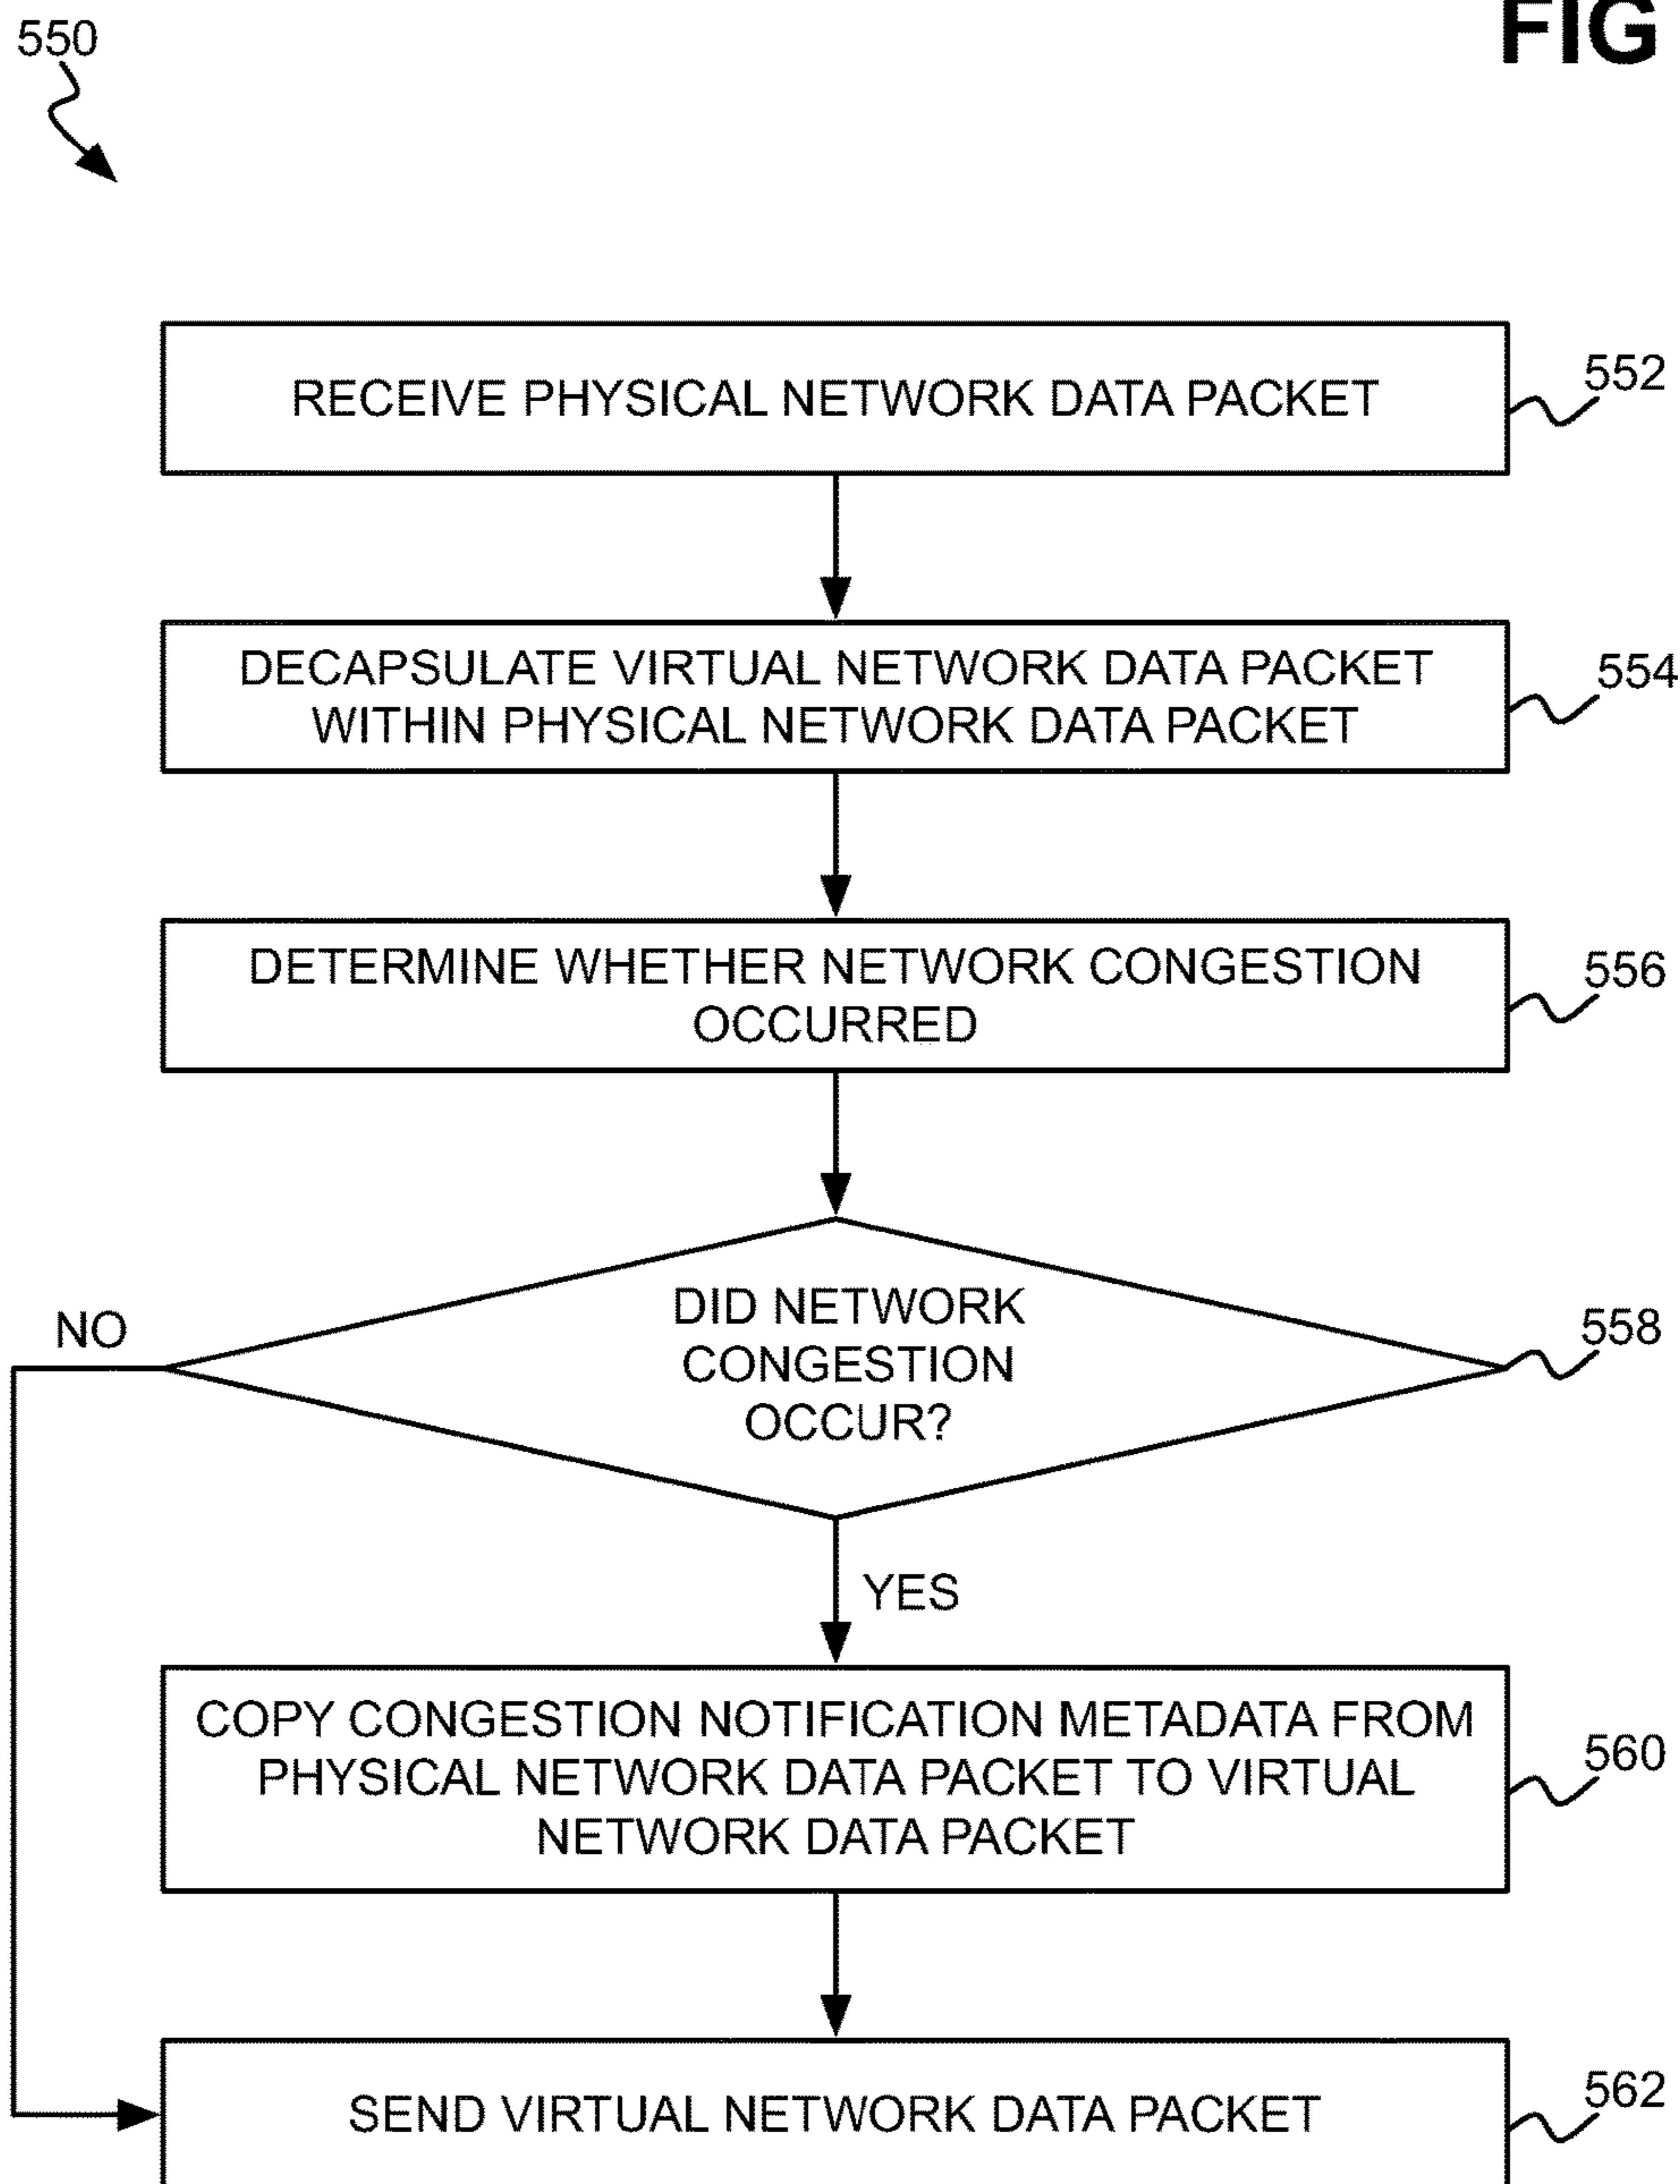 550
FIG
RECEIVE PHYSICAL NETWORK DATA PACKET
552
DECAPSULATE VIRTUAL NETWORK DATA PACKET
WITHIN PHYSICAL NETWORK DATA PACKET
554
DETERMINE WHETHER NETWORK CONGESTION
OCCURRED
556
NO
DID NETWORK
CONGESTION
OCCUR?
558
YES
COPY CONGESTION NOTIFICATION METADATA FROM
PHYSICAL NETWORK DATA PACKET TO VIRTUAL
NETWORK DATA PACKET
560
SEND VIRTUAL NETWORK DATA PACKET
562